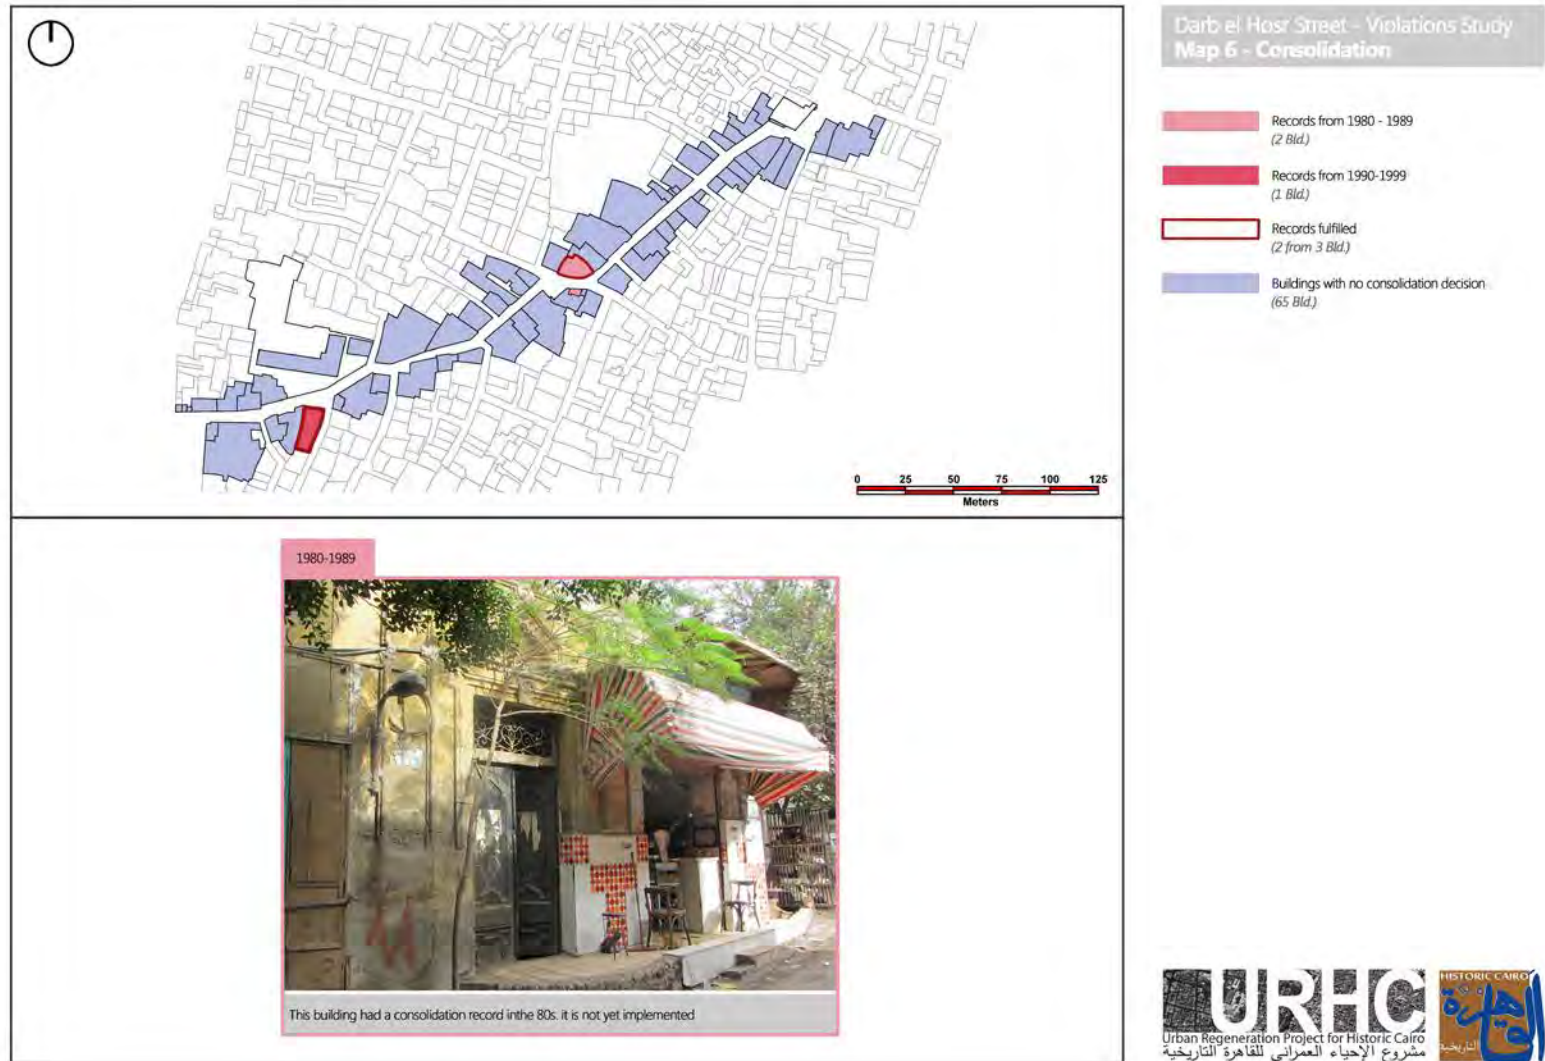 Darb el Hosr Street - Violations Study
Map 6 - Consolidation
Records from 1980 - 1989
(2 Bld.)
Records from 1990-1999
(1 Bld.)
Records fulfilled
(2 from 3 Bld.)
Buildings with no consolidation decision
(65 Bld.)
0 25 50 75 100 125
Meters
1980-1989
This building had a consolidation record inthe 80s. it is not yet implemented
URHC
Urban Regeneration Project for Historic Cairo
مشروع الإحياء العمراني للقاهرة التاريخية
HISTORIC CAIRO
القاهرة
التاريخية